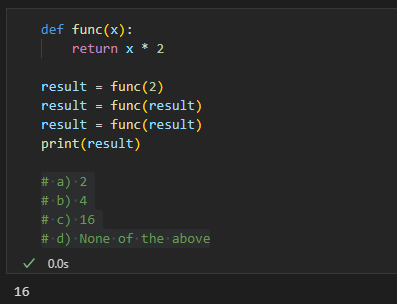 def func(x):
    return x * 2

result = func(2)
result = func(result)
result = func(result)
print(result)

# a) 2
# b) 4
# c) 16
# d) None of the above
✓ 0.0s
16